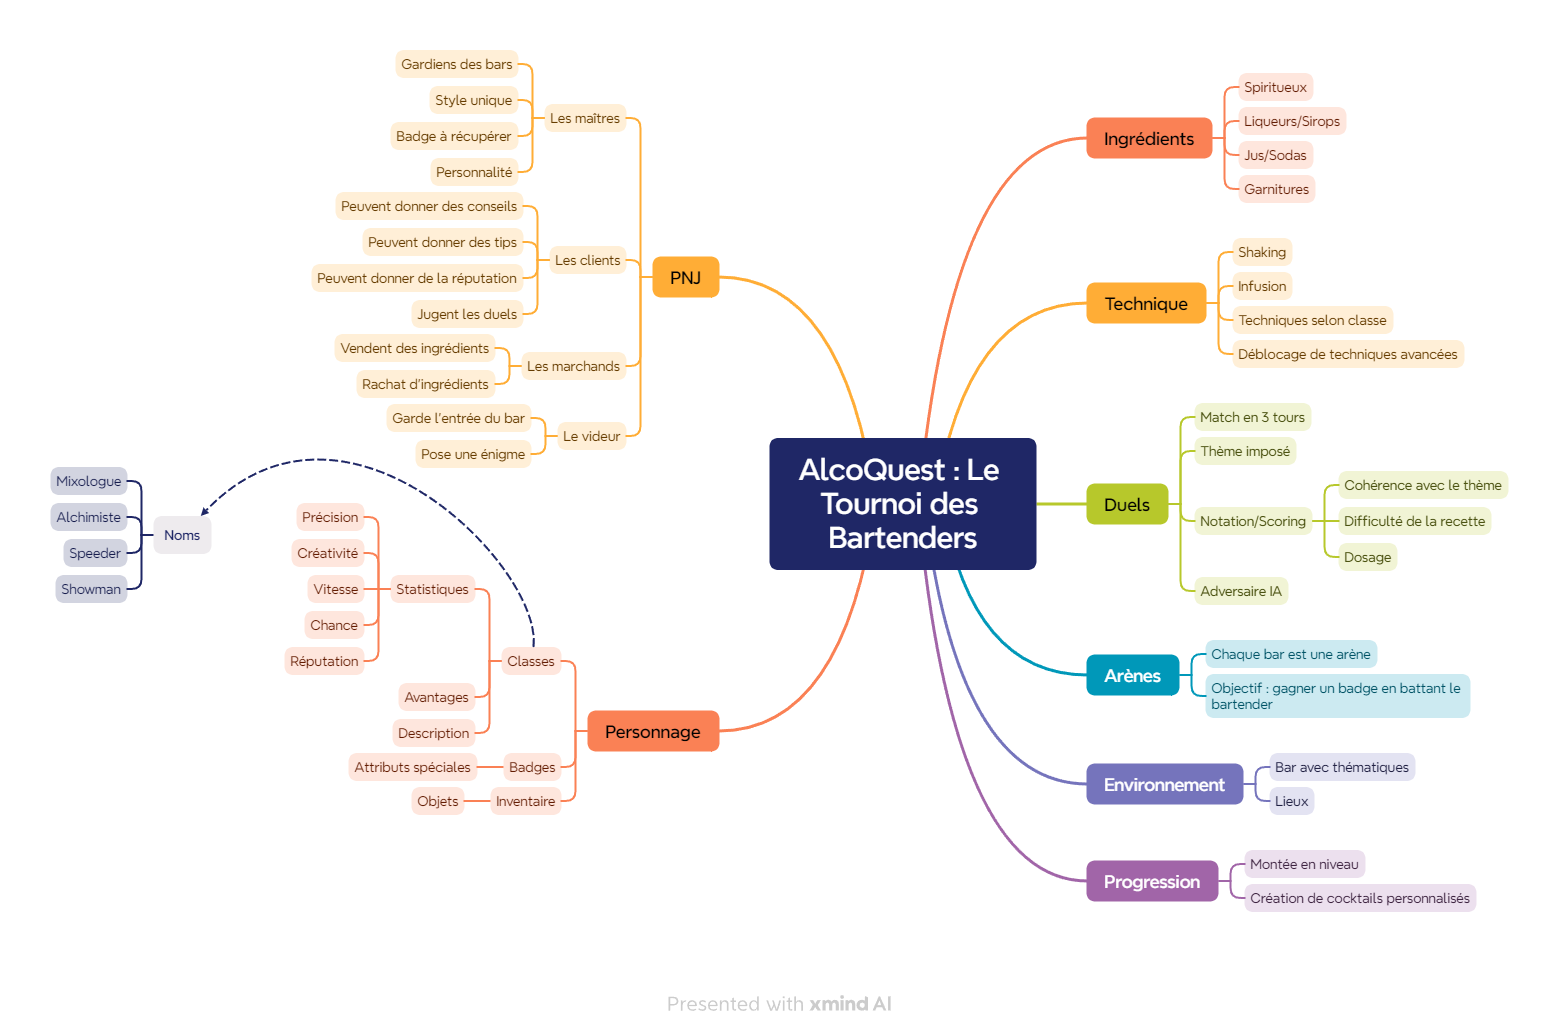 AlcoQuest : Le
Tournoi des
Bartenders
Ingrédients
Spiritueux
Liqueurs/Sirops
Jus/Sodas
Garnitures
Technique
Shaking
Infusion
Techniques selon classe
Déblocage de techniques avancées
Duels
Match en 3 tours
Thème imposé
Notation/Scoring
Cohérence avec le thème
Difficulté de la recette
Dosage
Adversaire IA
Arènes
Chaque bar est une arène
Objectif : gagner un badge en battant le
bartender
Environnement
Bar avec thématiques
Lieux
Progression
Montée en niveau
Création de cocktails personnalisés
PNJ
Les maîtres
Gardiens des bars
Style unique
Badge à récupérer
Personnalité
Les clients
Peuvent donner des conseils
Peuvent donner des tips
Peuvent donner de la réputation
Jugent les duels
Les marchands
Vendent des ingrédients
Rachat d'ingrédients
Le videur
Garde l'entrée du bar
Pose une énigme
Personnage
Classes
Statistiques
Précision
Créativité
Vitesse
Chance
Réputation
Avantages
Description
Badges
Attributs spéciales
Inventaire
Objets
Noms
Mixologue
Alchimiste
Speeder
Showman
Presented with xmind AI